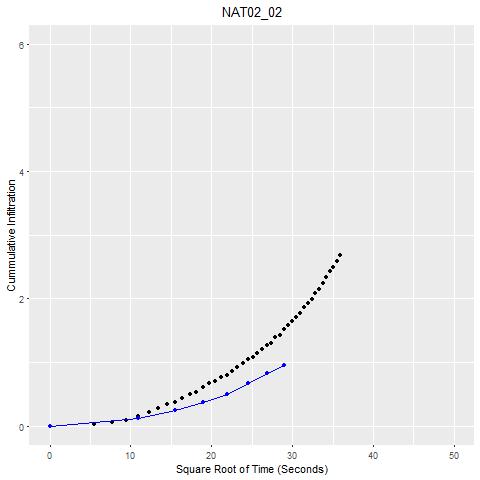 NAT02_02
6
4
2
0
Cummulative Infiltration
0 10 20 30 40 50
Square Root of Time (Seconds)